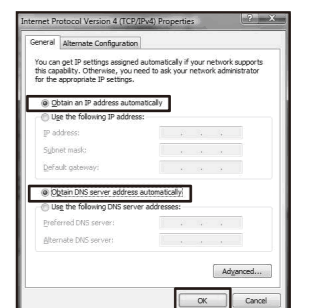 Internet Protocol Version 4 (TCP/IPv4) Properties
General
Alternate Configuration
You can get IP settings assigned automatically if your network supports
this capability. Otherwise, you need to ask your network administrator
for the appropriate IP settings.
Obtain an IP address automatically
Use the following IP address:
IP address:
Subnet mask:
Default gateway:
Obtain DNS server address automatically
Use the following DNS server addresses:
Preferred DNS server:
Alternate DNS server:
Advanced...
OK
Cancel